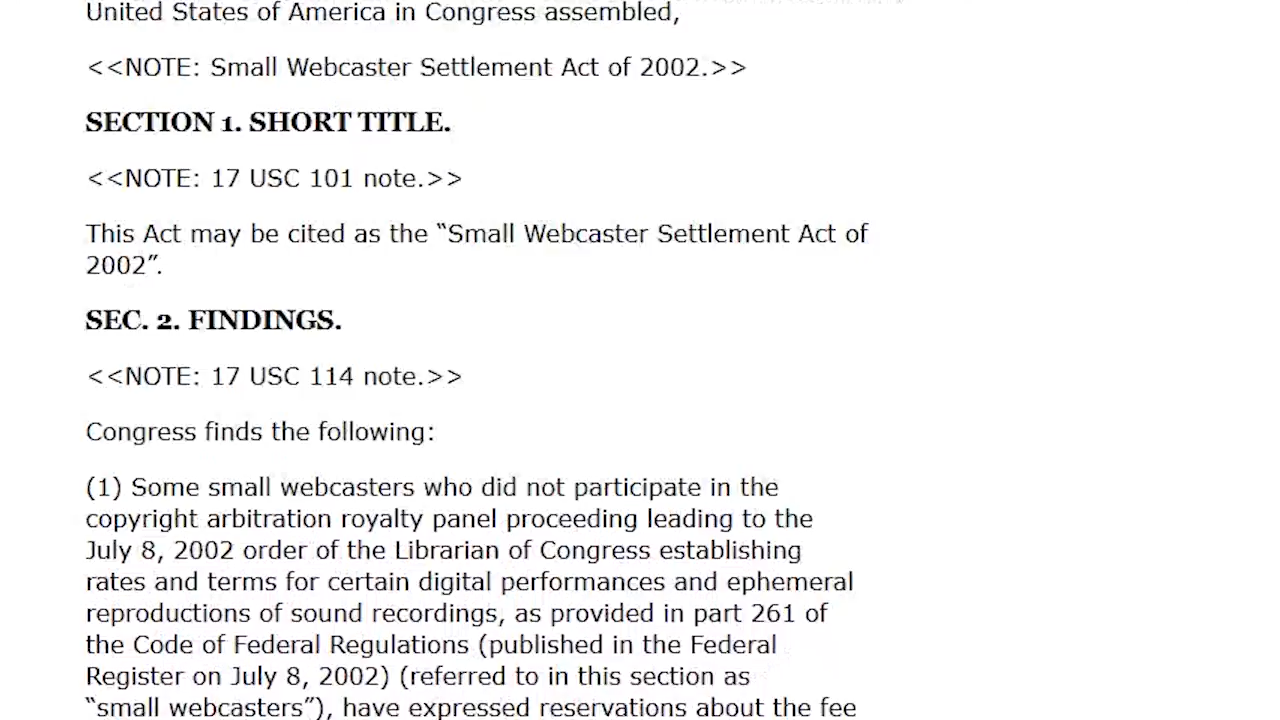 United States of America in Congress assembled,
<<NOTE: Small Webcaster Settlement Act of 2002.>>
SECTION 1. SHORT TITLE.
<<NOTE: 17 USC 101 note.>>
This Act may be cited as the “Small Webcaster Settlement Act of
2002”.
SEC. 2. FINDINGS.
<<NOTE: 17 USC 114 note.>>
Congress finds the following:
(1) Some small webcasters who did not participate in the
copyright arbitration royalty panel proceeding leading to the
July 8, 2002 order of the Librarian of Congress establishing
rates and terms for certain digital performances and ephemeral
reproductions of sound recordings, as provided in part 261 of
the Code of Federal Regulations (published in the Federal
Register on July 8, 2002) (referred to in this section as
“small webcasters”), have expressed reservations about the fee